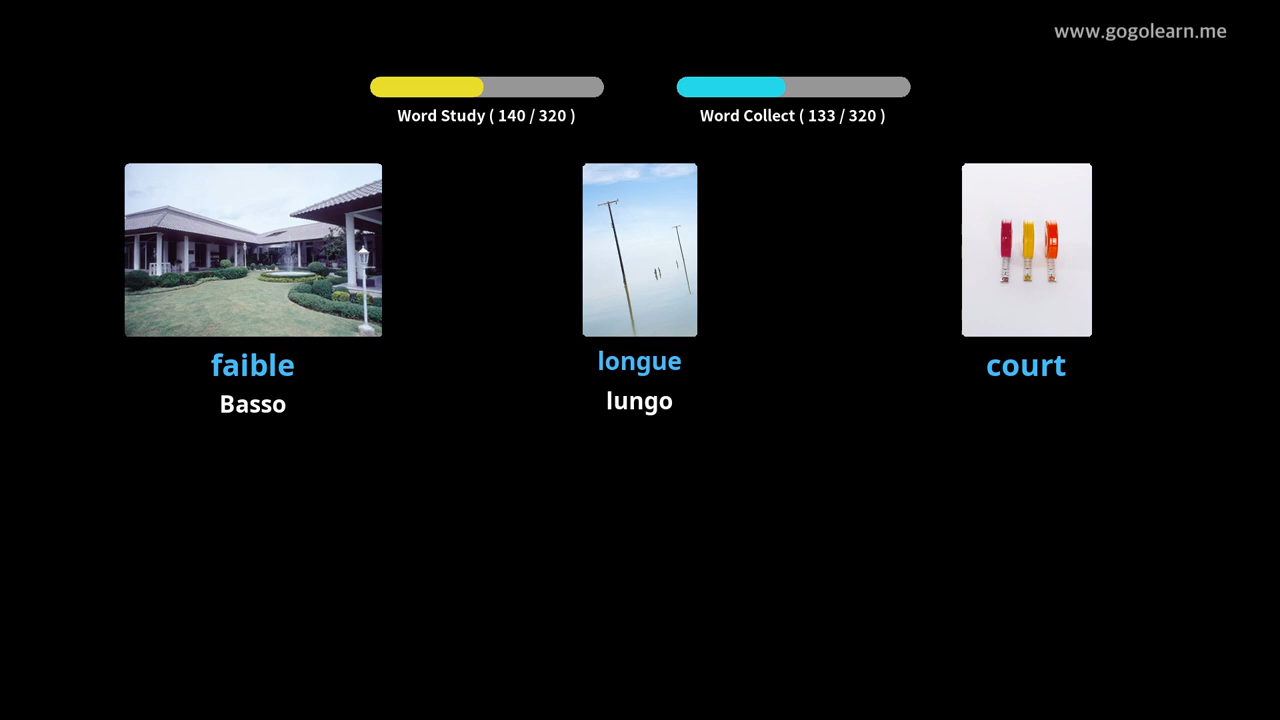 www.gogolearn.me
Word Study ( 140 / 320 )
Word Collect ( 133 / 320 )
faible
Basso
longue
lungo
court